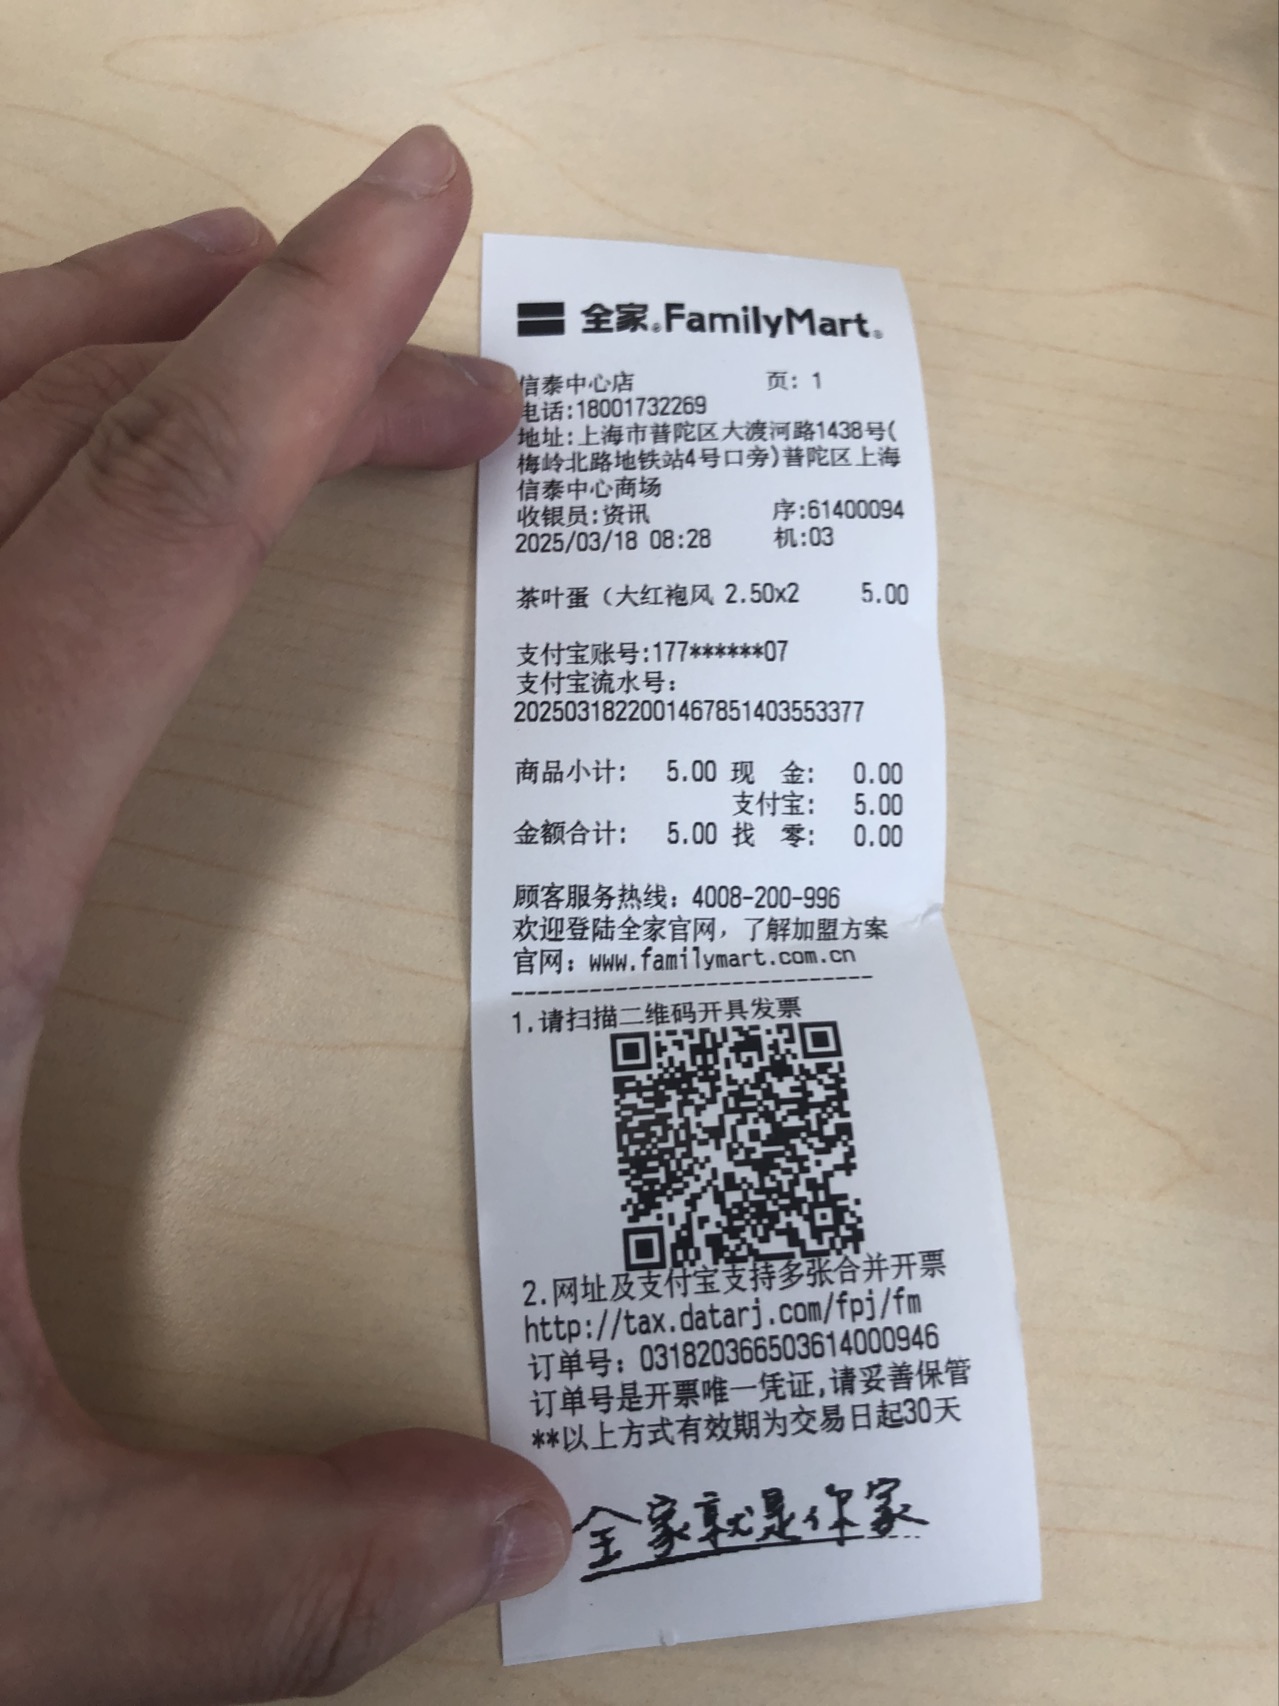 全家®FamilyMart®
信泰中心店 页: 1
电话:18001732269
地址:上海市普陀区大渡河路1438号(
梅岭北路地铁站4号口旁)普陀区上海
信泰中心商场
收银员:资讯 序:61400094
2025/03/18 08:28 机:03
茶叶蛋（大红袍风 2.50x2 5.00
支付宝账号:177******07
支付宝流水号:
2025031822001467851403553377
商品小计: 5.00 现 金: 0.00
支付宝: 5.00
金额合计: 5.00 找 零: 0.00
顾客服务热线: 4008-200-996
欢迎登陆全家官网，了解加盟方案
官网: www.familymart.com.cn
------------------------------
1.请扫描二维码开具发票
2.网址及支付宝支持多张合并开票
http://tax.datarj.com/fpj/fm
订单号: 031820366503614000946
订单号是开票唯一凭证,请妥善保管
**以上方式有效期为交易日起30天
全家就是你家